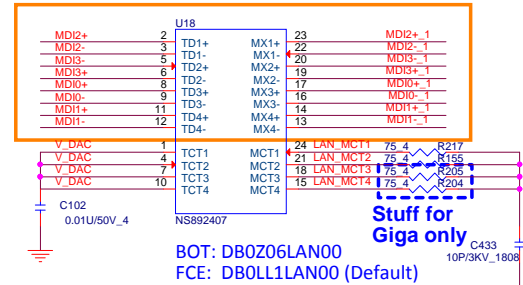 U18
MDI2+ 2 TD1+ MX1+ 23 MDI2+_1
MDI2- 3 TD1- MX1- 22 MDI2-_1
MDI3- 5 TD2+ MX2+ 20 MDI3-_1
MDI3+ 6 TD2- MX2- 19 MDI3+_1
MDI0+ 8 TD3+ MX3+ 17 MDI0+_1
MDI0- 9 TD3- MX3- 16 MDI0-_1
MDI1+ 11 TD4+ MX4+ 14 MDI1+_1
MDI1- 12 TD4- MX4- 13 MDI1-_1
V_DAC 1 TCT1 MCT1 24 LAN_MCT1 75_4 R217
V_DAC 4 TCT2 MCT2 21 LAN_MCT2 75_4 R155
V_DAC 7 TCT3 MCT3 18 LAN_MCT3 75_4 R205
V_DAC 10 TCT4 MCT4 15 LAN_MCT4 75_4 R204
C102
0.01U/50V_4
NS892407
Stuff for
Giga only
C433
10P/3KV_1808
BOT: DB0Z06LAN00
FCE: DB0LL1LAN00 (Default)